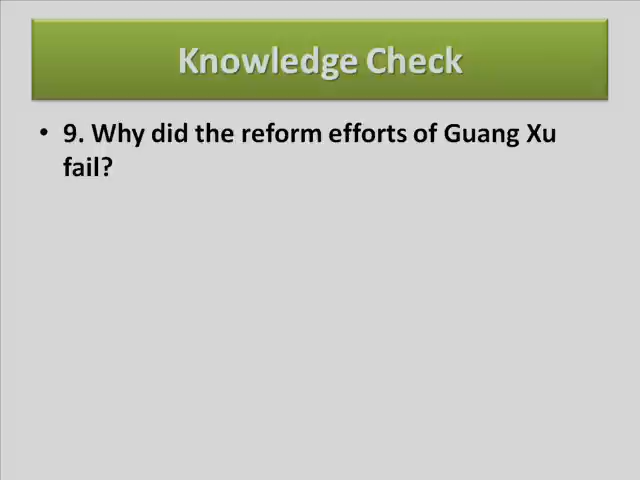 Knowledge Check
• 9. Why did the reform efforts of Guang Xu
fail?